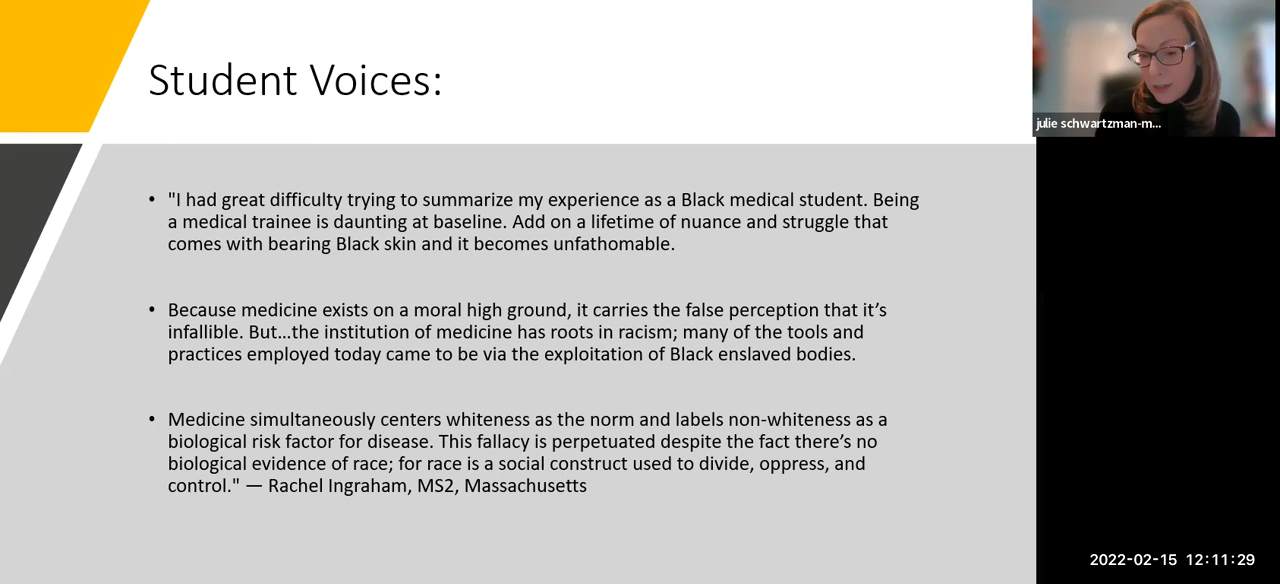 Student Voices:
julie schwartzman-m...
• "I had great difficulty trying to summarize my experience as a Black medical student. Being
a medical trainee is daunting at baseline. Add on a lifetime of nuance and struggle that
comes with bearing Black skin and it becomes unfathomable.
• Because medicine exists on a moral high ground, it carries the false perception that it’s
infallible. But…the institution of medicine has roots in racism; many of the tools and
practices employed today came to be via the exploitation of Black enslaved bodies.
• Medicine simultaneously centers whiteness as the norm and labels non-whiteness as a
biological risk factor for disease. This fallacy is perpetuated despite the fact there’s no
biological evidence of race; for race is a social construct used to divide, oppress, and
control." — Rachel Ingraham, MS2, Massachusetts
2022-02-15 12:11:29